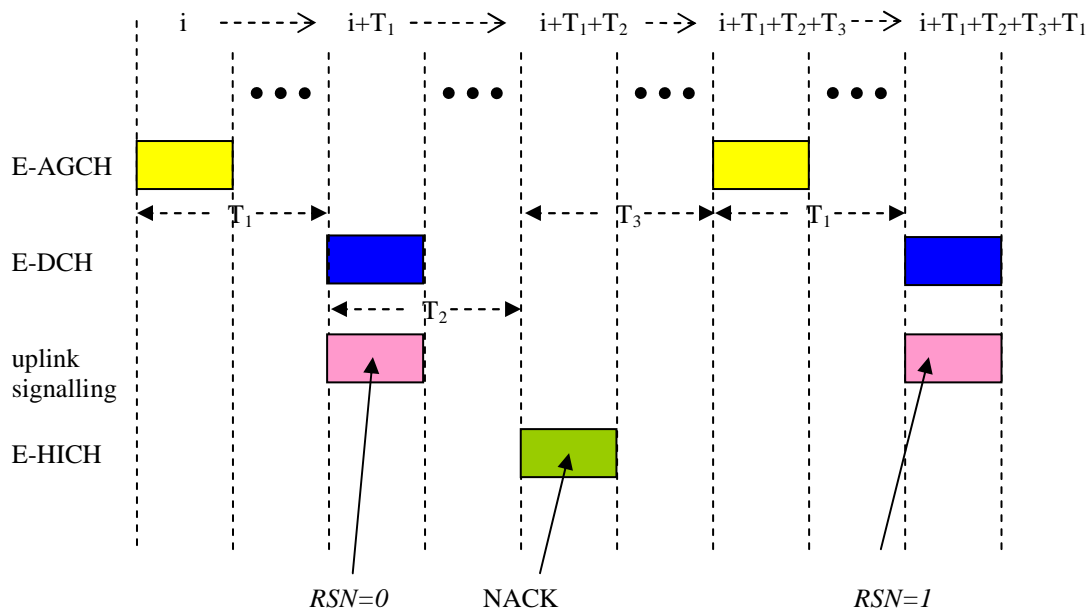 i i+T₁ i+T₁+T₂ i+T₁+T₂+T₃ i+T₁+T₂+T₃+T₁
E-AGCH
T₁ T₃ T₁
E-DCH
T₂
uplink
signalling
E-HICH
RSN=0 NACK RSN=1